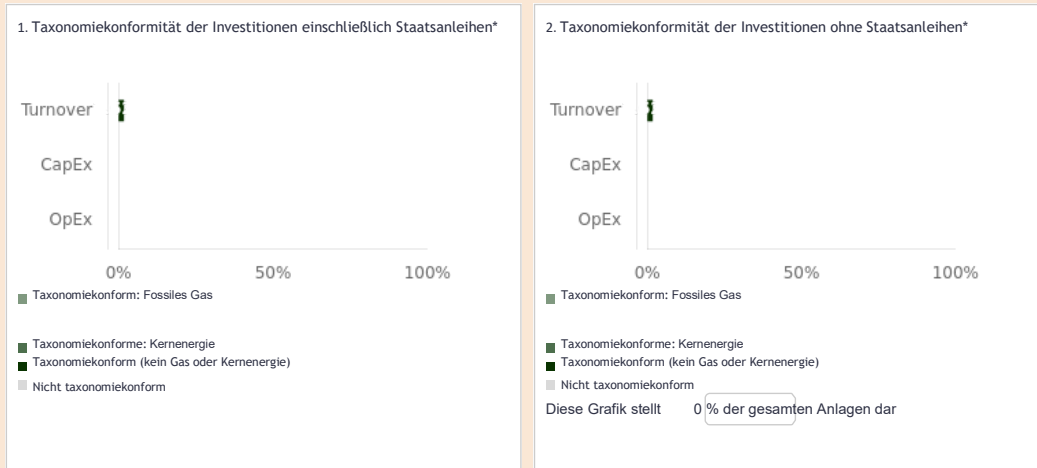 1. Taxonomiekonformität der Investitionen einschließlich Staatsanleihen*
Turnover
CapEx
OpEx
0% 50% 100%
Taxonomiekonform: Fossiles Gas
Taxonomiekonforme: Kernenergie
Taxonomiekonform (kein Gas oder Kernenergie)
Nicht taxonomiekonform
2. Taxonomiekonformität der Investitionen ohne Staatsanleihen*
Turnover
CapEx
OpEx
0% 50% 100%
Taxonomiekonform: Fossiles Gas
Taxonomiekonforme: Kernenergie
Taxonomiekonform (kein Gas oder Kernenergie)
Nicht taxonomiekonform
Diese Grafik stellt 0 % der gesamten Anlagen dar